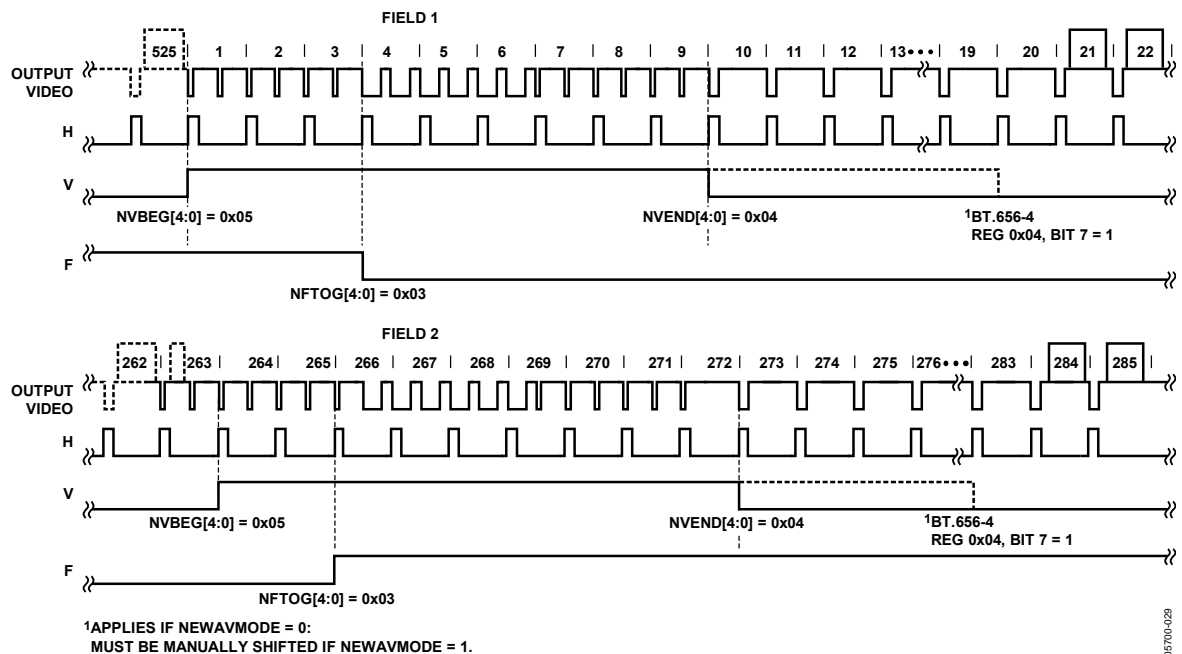 FIELD 1
525 1 2 3 4 5 6 7 8 9 10 11 12 13••• 19 20 21 22
OUTPUT
VIDEO
H
V
NVBEG[4:0] = 0x05
NVEND[4:0] = 0x04
1BT.656-4
REG 0x04, BIT 7 = 1
F
NFTOG[4:0] = 0x03
FIELD 2
262 263 264 265 266 267 268 269 270 271 272 273 274 275 276••• 283 284 285
OUTPUT
VIDEO
H
V
NVBEG[4:0] = 0x05
NVEND[4:0] = 0x04
1BT.656-4
REG 0x04, BIT 7 = 1
F
NFTOG[4:0] = 0x03
1APPLIES IF NEWAVMODE = 0:
MUST BE MANUALLY SHIFTED IF NEWAVMODE = 1.
05700-029